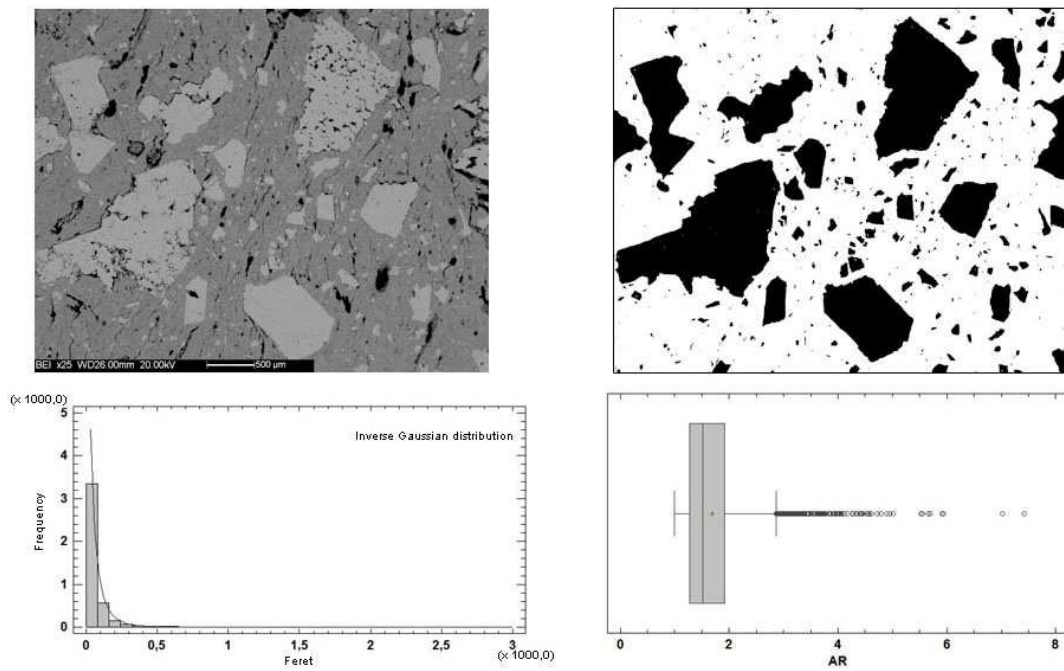 BEI x25 WD26.00mm 20.00kV 500 µm
(x 1000,0)
5
4
3
2
1
0
Frequency
Inverse Gaussian distribution
0 0,5 1 1,5 2 2,5 3
Feret
(x 1000,0)
0 2 4 6 8
AR